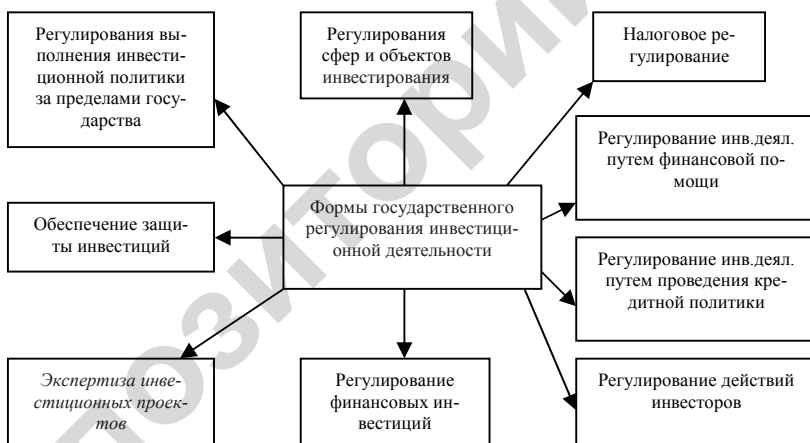 Регулирования вы-
полнения инвести-
ционной политики
за пределами госу-
дарства
Регулирования
сфер и объектов
инвестирования
Налоговое ре-
гулирование
Регулирование инв.деял.
путем финансовой по-
мощи
Формы государственного
регулирования инвестици-
онной деятельности
Обеспечение защи-
ты инвестиций
Регулирование инв.деял.
путем проведения кре-
дитной политики
Экспертиза инве-
стиционных проек-
тов
Регулирование
финансовых ин-
вестиций
Регулирование действий
инвесторов